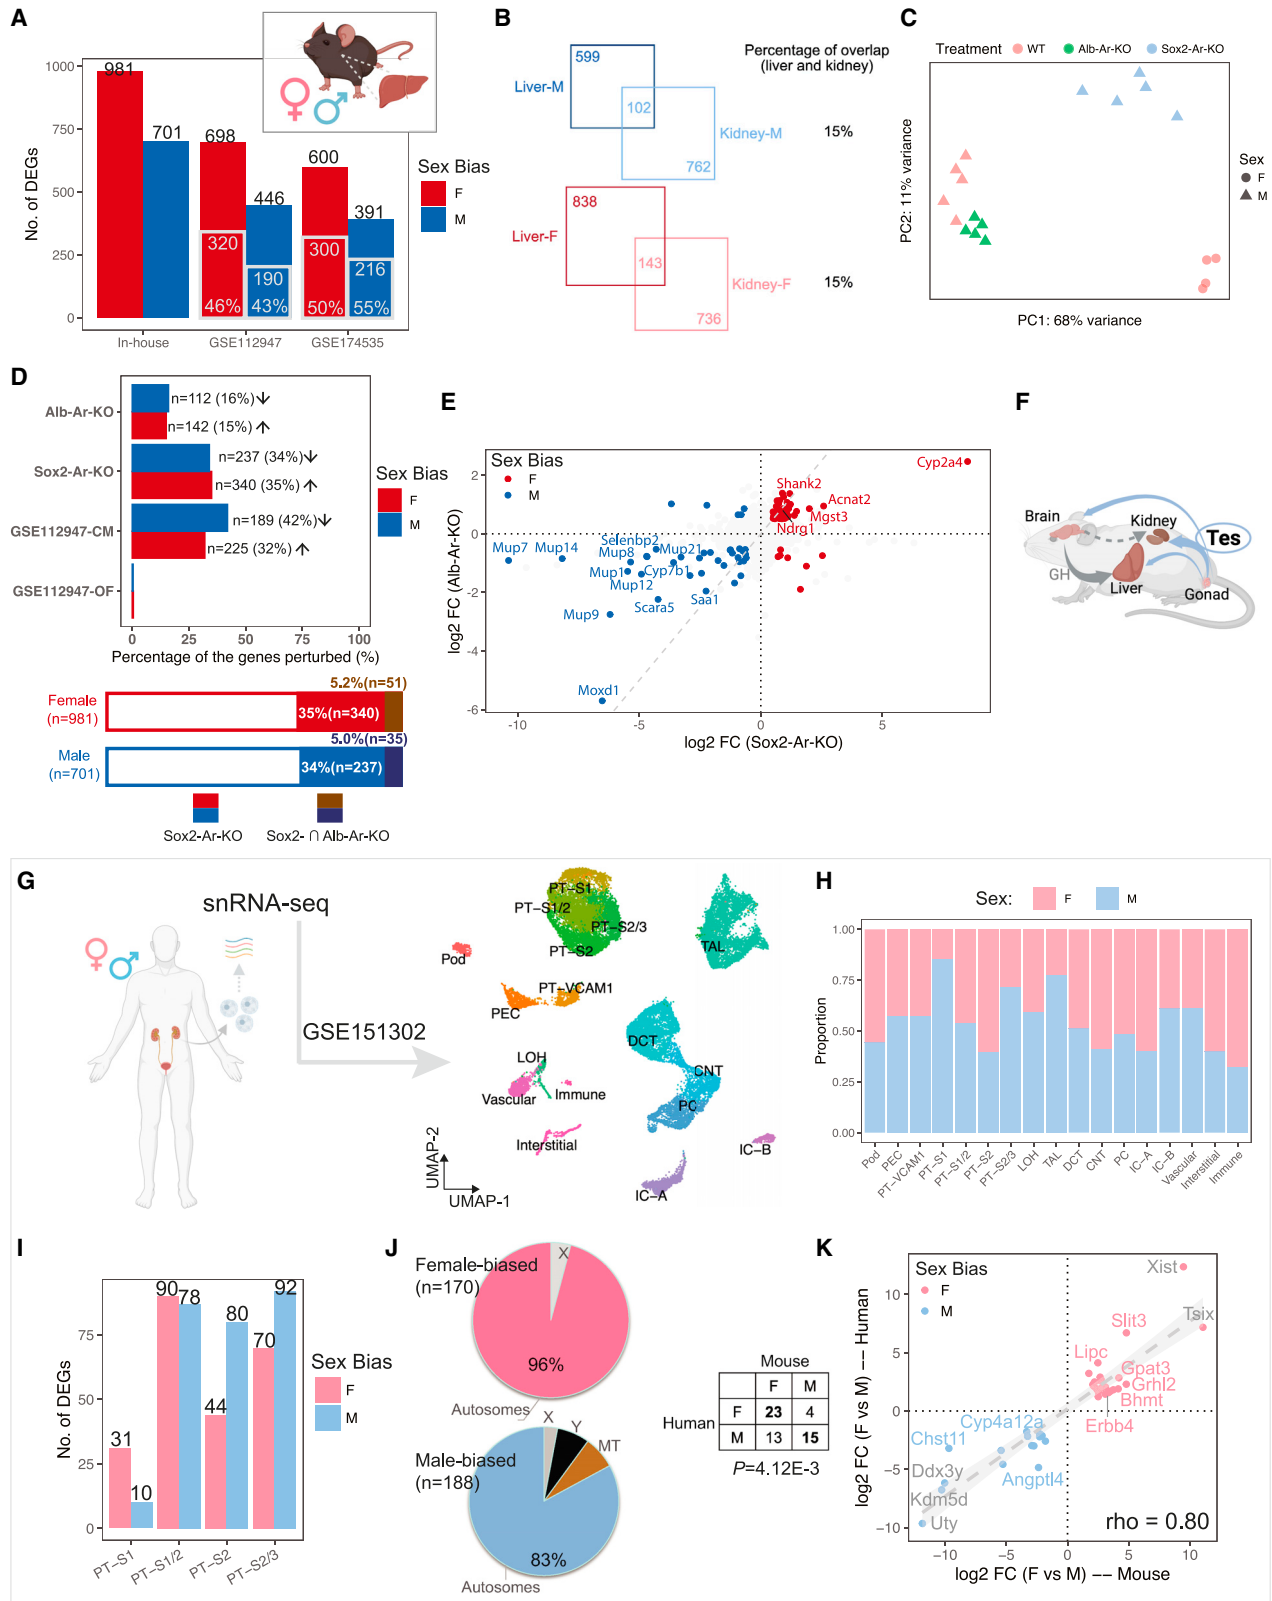 A
1000
750
500
250
0
No. of DEGs
981
701
698
446
600
391
320
190
300
216
46%
43%
50%
55%
In-house
GSE112947
GSE174535
Sex Bias
F
M
B
Percentage of overlap
(liver and kidney)
599
Liver-M
102
Kidney-M
15%
762
838
Liver-F
143
Kidney-F
15%
736
C
Treatment
WT
Alb-Ar-KO
Sox2-Ar-KO
PC2: 11% variance
PC1: 68% variance
Sex
F
M
D
Alb-Ar-KO
n=112 (16%)↓
n=142 (15%) ↑
Sox2-Ar-KO
n=237 (34%)↓
n=340 (35%) ↑
GSE112947-CM
n=189 (42%)↓
n=225 (32%) ↑
GSE112947-OF
0
25
50
75
100
Percentage of the genes perturbed (%)
Sex Bias
F
M
5.2%(n=51)
Female
(n=981)
35%(n=340)
5.0%(n=35)
Male
(n=701)
34%(n=237)
Sox2-Ar-KO
Sox2- ∩ Alb-Ar-KO
E
Sex Bias
F
M
2
0
-2
-4
-6
log2 FC (Alb-Ar-KO)
Cyp2a4
Shank2
Acnat2
Mgst3
Ndrg1
Selenbp2
Mup7
Mup14
Mup8
Mup21
Mup1
Cyp7b1
Mup12
Mup9
Scara5
Saa1
Moxd1
-10
-5
0
5
log2 FC (Sox2-Ar-KO)
F
Brain
Kidney
Tes
GH
Liver
Gonad
G
snRNA-seq
GSE151302
PT-S1
PT-S1/2
PT-S2/3
PT-S2
TAL
Pod
PT-VCAM1
PEC
DCT
LOH
CNT
Vascular
Immune
PC
Interstitial
IC-B
IC-A
UMAP-2
UMAP-1
H
Sex:
F
M
1.00
0.75
0.50
0.25
0.00
Proportion
Pod
PEC
PT-VCAM1
PT-S1
PT-S1/2
PT-S2
PT-S2/3
LOH
TAL
DCT
CNT
PC
IC-A
IC-B
Vascular
Interstitial
Immune
I
75
50
25
0
No. of DEGs
31
10
90
78
44
80
70
92
PT-S1
PT-S1/2
PT-S2
PT-S2/3
Sex Bias
F
M
J
Female-biased
(n=170)
X
96%
Autosomes
Male-biased
(n=188)
X
Y
MT
83%
Autosomes
Mouse
F M
Human
F 23 4
M 13 15
P=4.12E-3
K
Sex Bias
F
M
10
5
0
-5
-10
log2 FC (F vs M) -- Human
Xist
Tsix
Slit3
Lipc
Gpat3
Grhl2
Bhmt
Erbb4
Cyp4a12a
Chst11
Ddx3y
Angptl4
Kdm5d
Uty
rho = 0.80
-10
-5
0
5
10
log2 FC (F vs M) -- Mouse